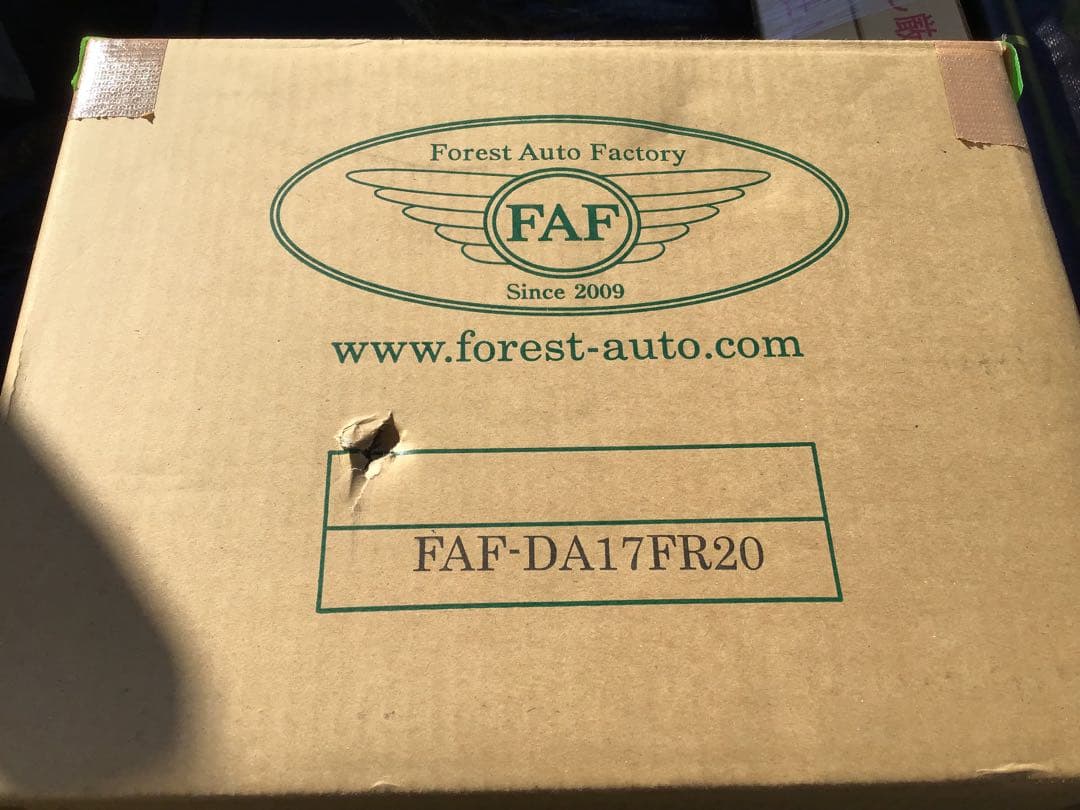 Forest Auto Factory
FAF
Since 2009
www.forest-auto.com
FAF-DA17FR20